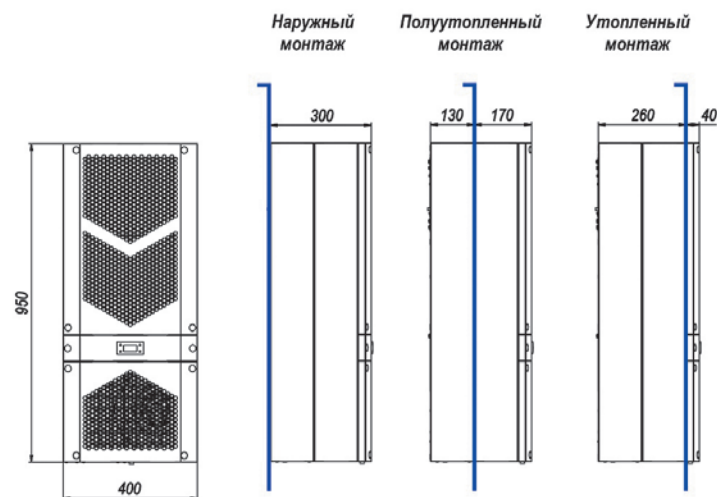 Наружный
монтаж
Полуутопленный
монтаж
Утопленный
монтаж
300
130
170
260
40
950
400